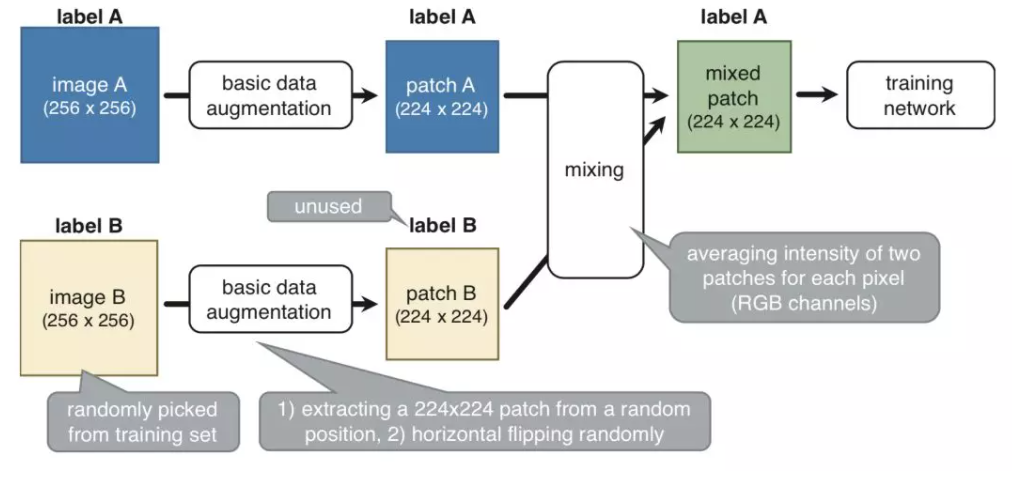 label A
image A
(256 x 256)
basic data
augmentation
label A
patch A
(224 x 224)
mixing
label A
mixed
patch
(224 x 224)
training
network
unused
label B
image B
(256 x 256)
basic data
augmentation
label B
patch B
(224 x 224)
averaging intensity of two
patches for each pixel
(RGB channels)
randomly picked
from training set
1) extracting a 224x224 patch from a random
position, 2) horizontal flipping randomly